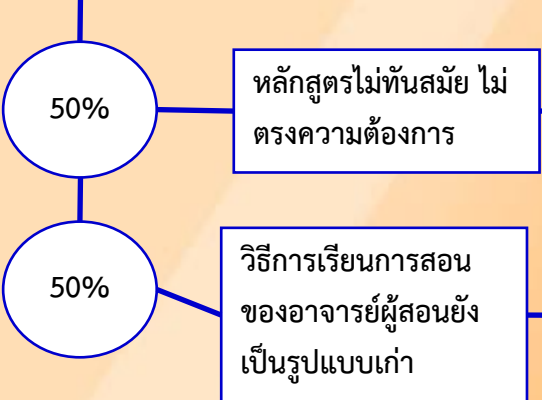 50%
หลักสูตรไม่ทันสมัย ไม่
ตรงความต้องการ
50%
วิธีการเรียนการสอน
ของอาจารย์ผู้สอนยัง
เป็นรูปแบบเก่า